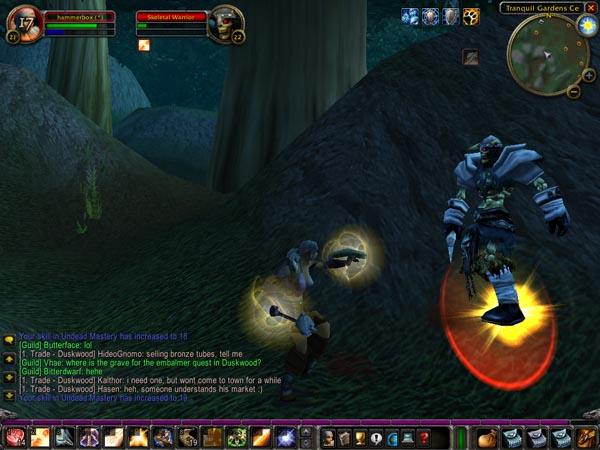 17
hammerbox (*)
Skeletal Warrior
21
22
Tranquil Gardens Ce
N
Your skill in Undead Mastery has increased to 18
[Guild] Butterface: lol
[1. Trade - Duskwood] HideoGnomo: selling bronze tubes, tell me
[Guild] Vhae: where is the grave for the embalmer quest in Duskwood?
[Guild] Bitterdwarf: hehe
[1. Trade - Duskwood] Kalthor: i need one, but wont come to town for a while
[1. Trade - Duskwood] Hasen: heh, someone understands his market :)
Your skill in Undead Mastery has increased to 19